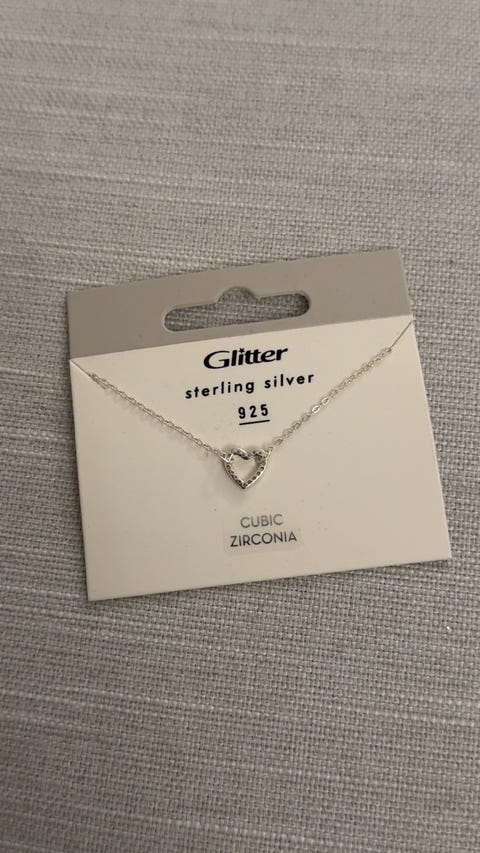 Glitter
sterling silver
925
CUBIC
ZIRCONIA